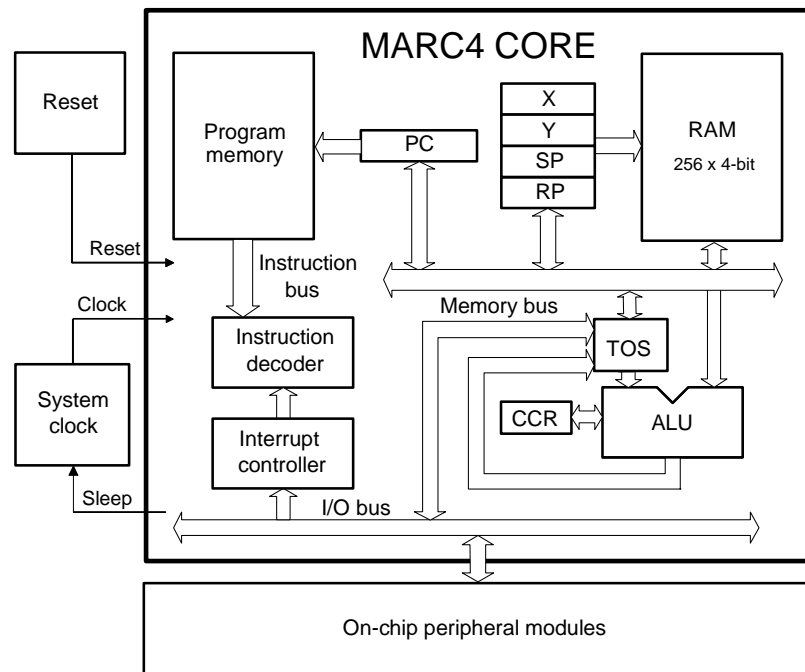 MARC4 CORE
Reset
Program
memory
PC
X
Y
SP
RP
RAM
256 x 4-bit
Reset
Instruction
bus
Clock
Memory bus
Instruction
decoder
TOS
System
clock
CCR
ALU
Interrupt
controller
Sleep
I/O bus
On-chip peripheral modules